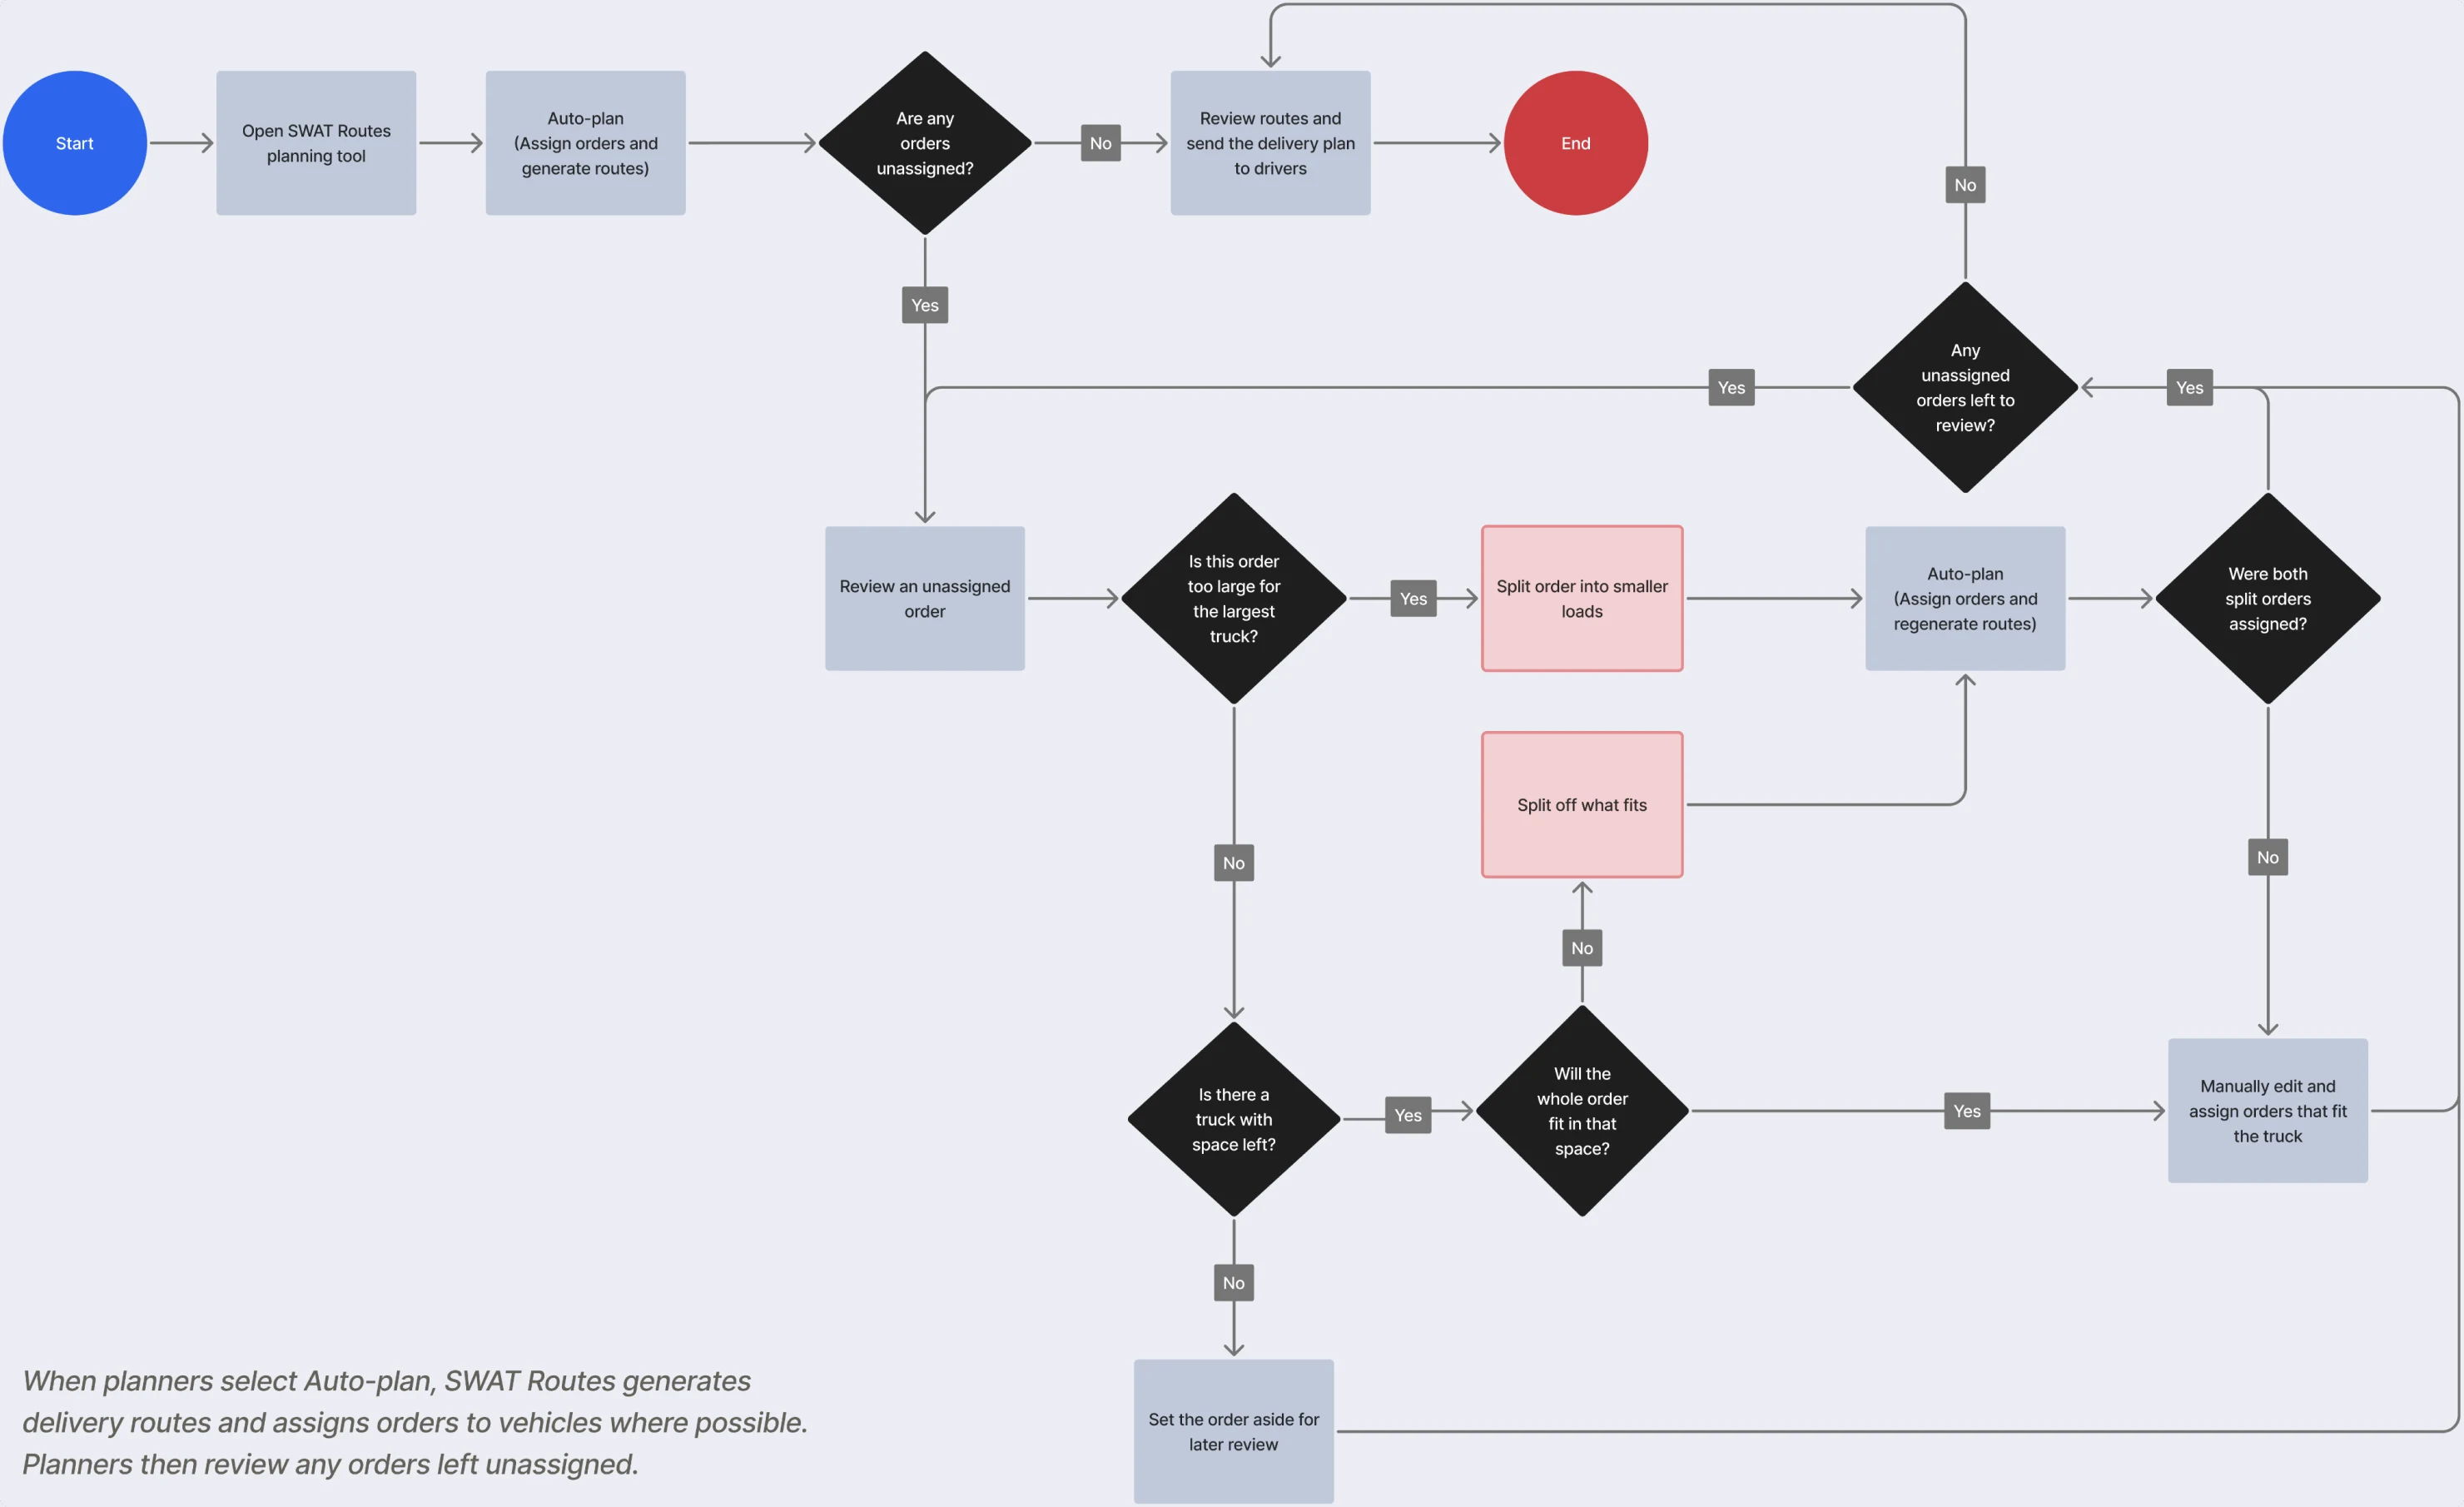 Start
Open SWAT Routes
planning tool
Auto-plan
(Assign orders and
generate routes)
Are any
orders
unassigned?
No
Review routes and
send the delivery plan
to drivers
End
No
Yes
Any
unassigned
orders left to
review?
Yes
Yes
Review an unassigned
order
Is this order
too large for
the largest
truck?
Yes
Split order into smaller
loads
Auto-plan
(Assign orders and
regenerate routes)
Were both
split orders
assigned?
Split off what fits
No
No
No
Is there a
truck with
space left?
Yes
Will the
whole order
fit in that
space?
Yes
Manually edit and
assign orders that fit
the truck
No
Set the order aside for
later review
When planners select Auto-plan, SWAT Routes generates
delivery routes and assigns orders to vehicles where possible.
Planners then review any orders left unassigned.